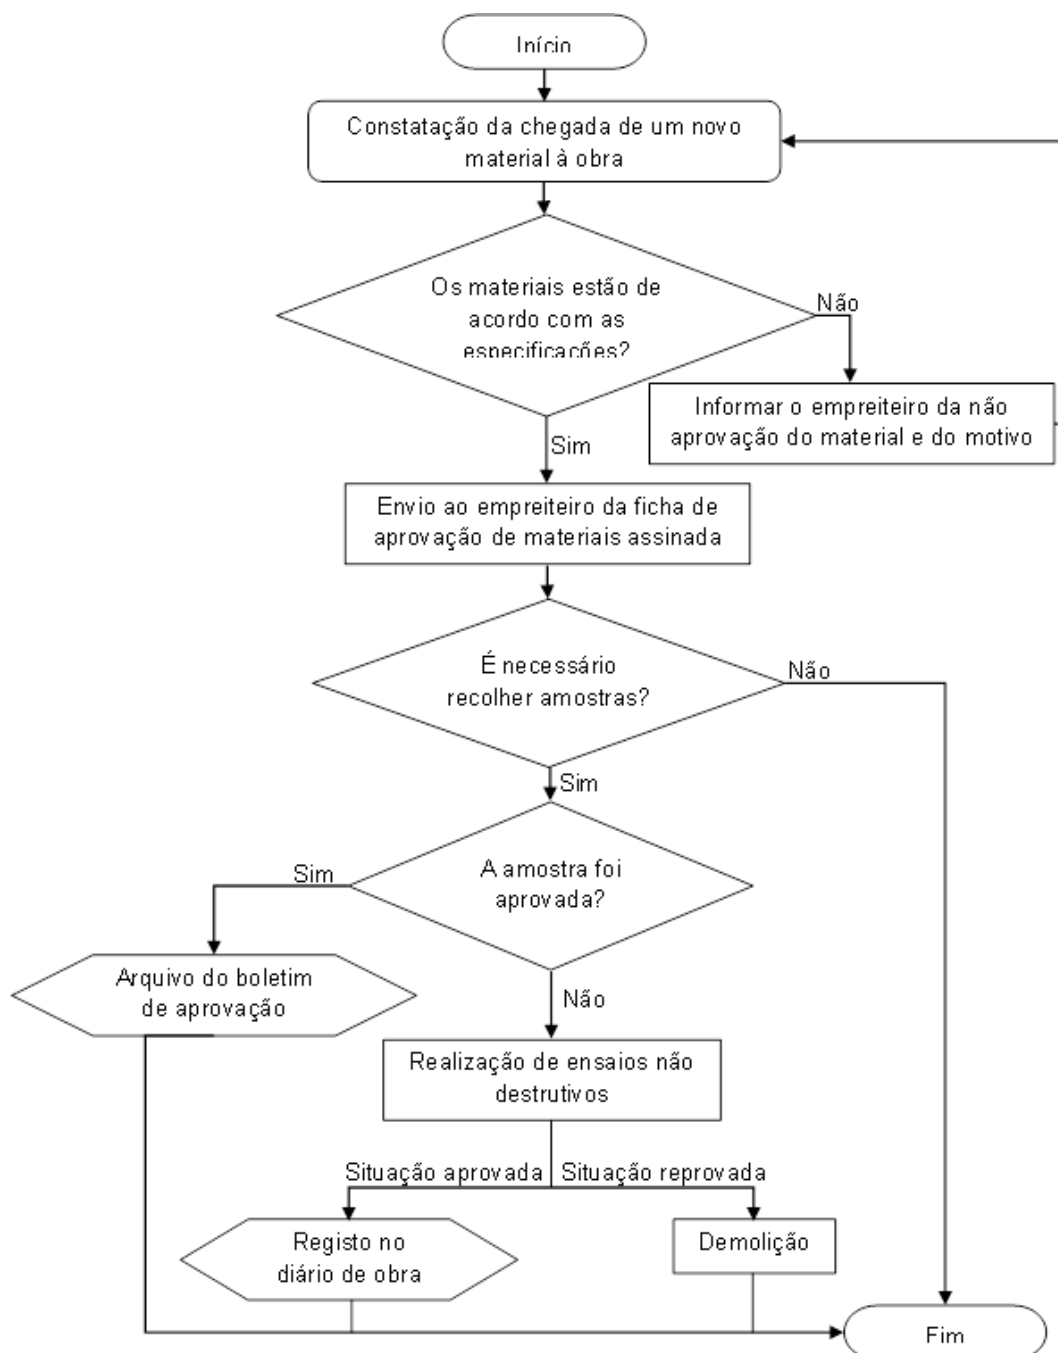 Início
Constatação da chegada de um novo
material à obra
Os materiais estão de
acordo com as
especificações?
Não
Informar o empreiteiro da não
aprovação do material e do motivo
Sim
Envio ao empreiteiro da ficha de
aprovação de materiais assinada
É necessário
recolher amostras?
Não
Sim
A amostra foi
aprovada?
Sim
Arquivo do boletim
de aprovação
Não
Realização de ensaios não
destrutivos
Situação aprovada
Situação reprovada
Registo no
diário de obra
Demolição
Fim